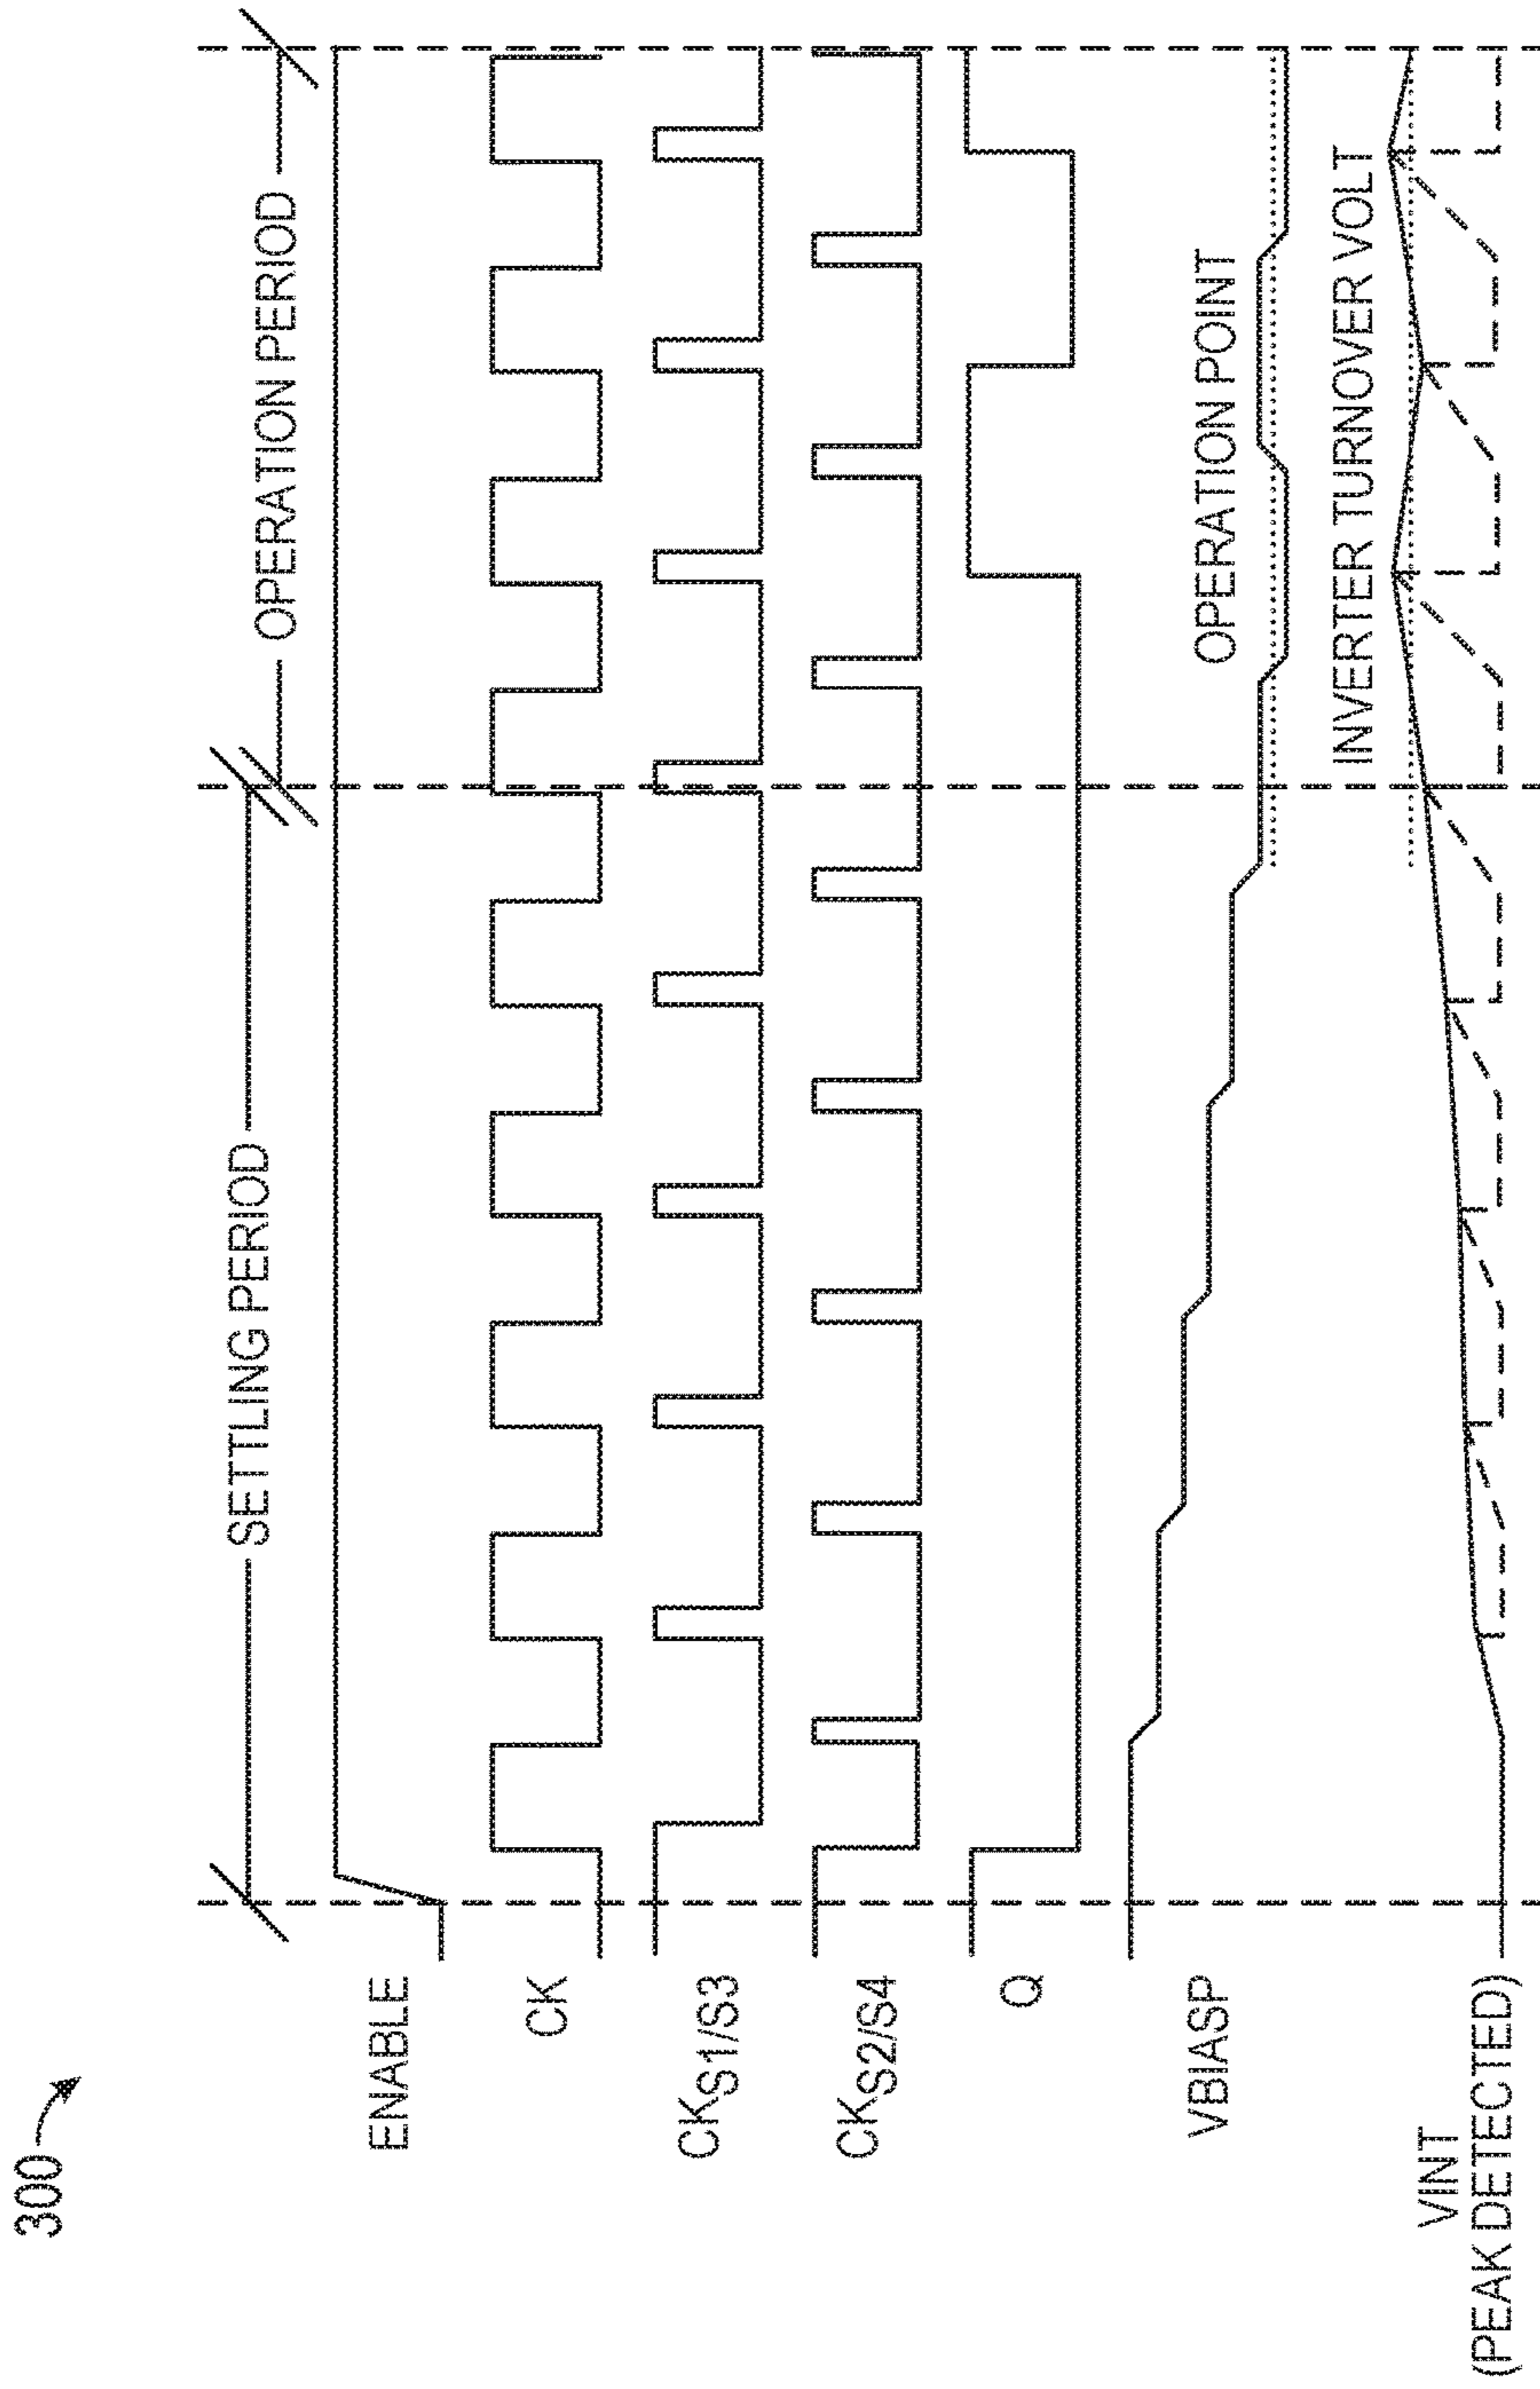 300
SETTLING PERIOD
OPERATION PERIOD
ENABLE
CK
CKS1/S3
CKS2/S4
Q
VBIASP
OPERATION POINT
INVERTER TURNOVER VOLT
VINT
(PEAK DETECTED)